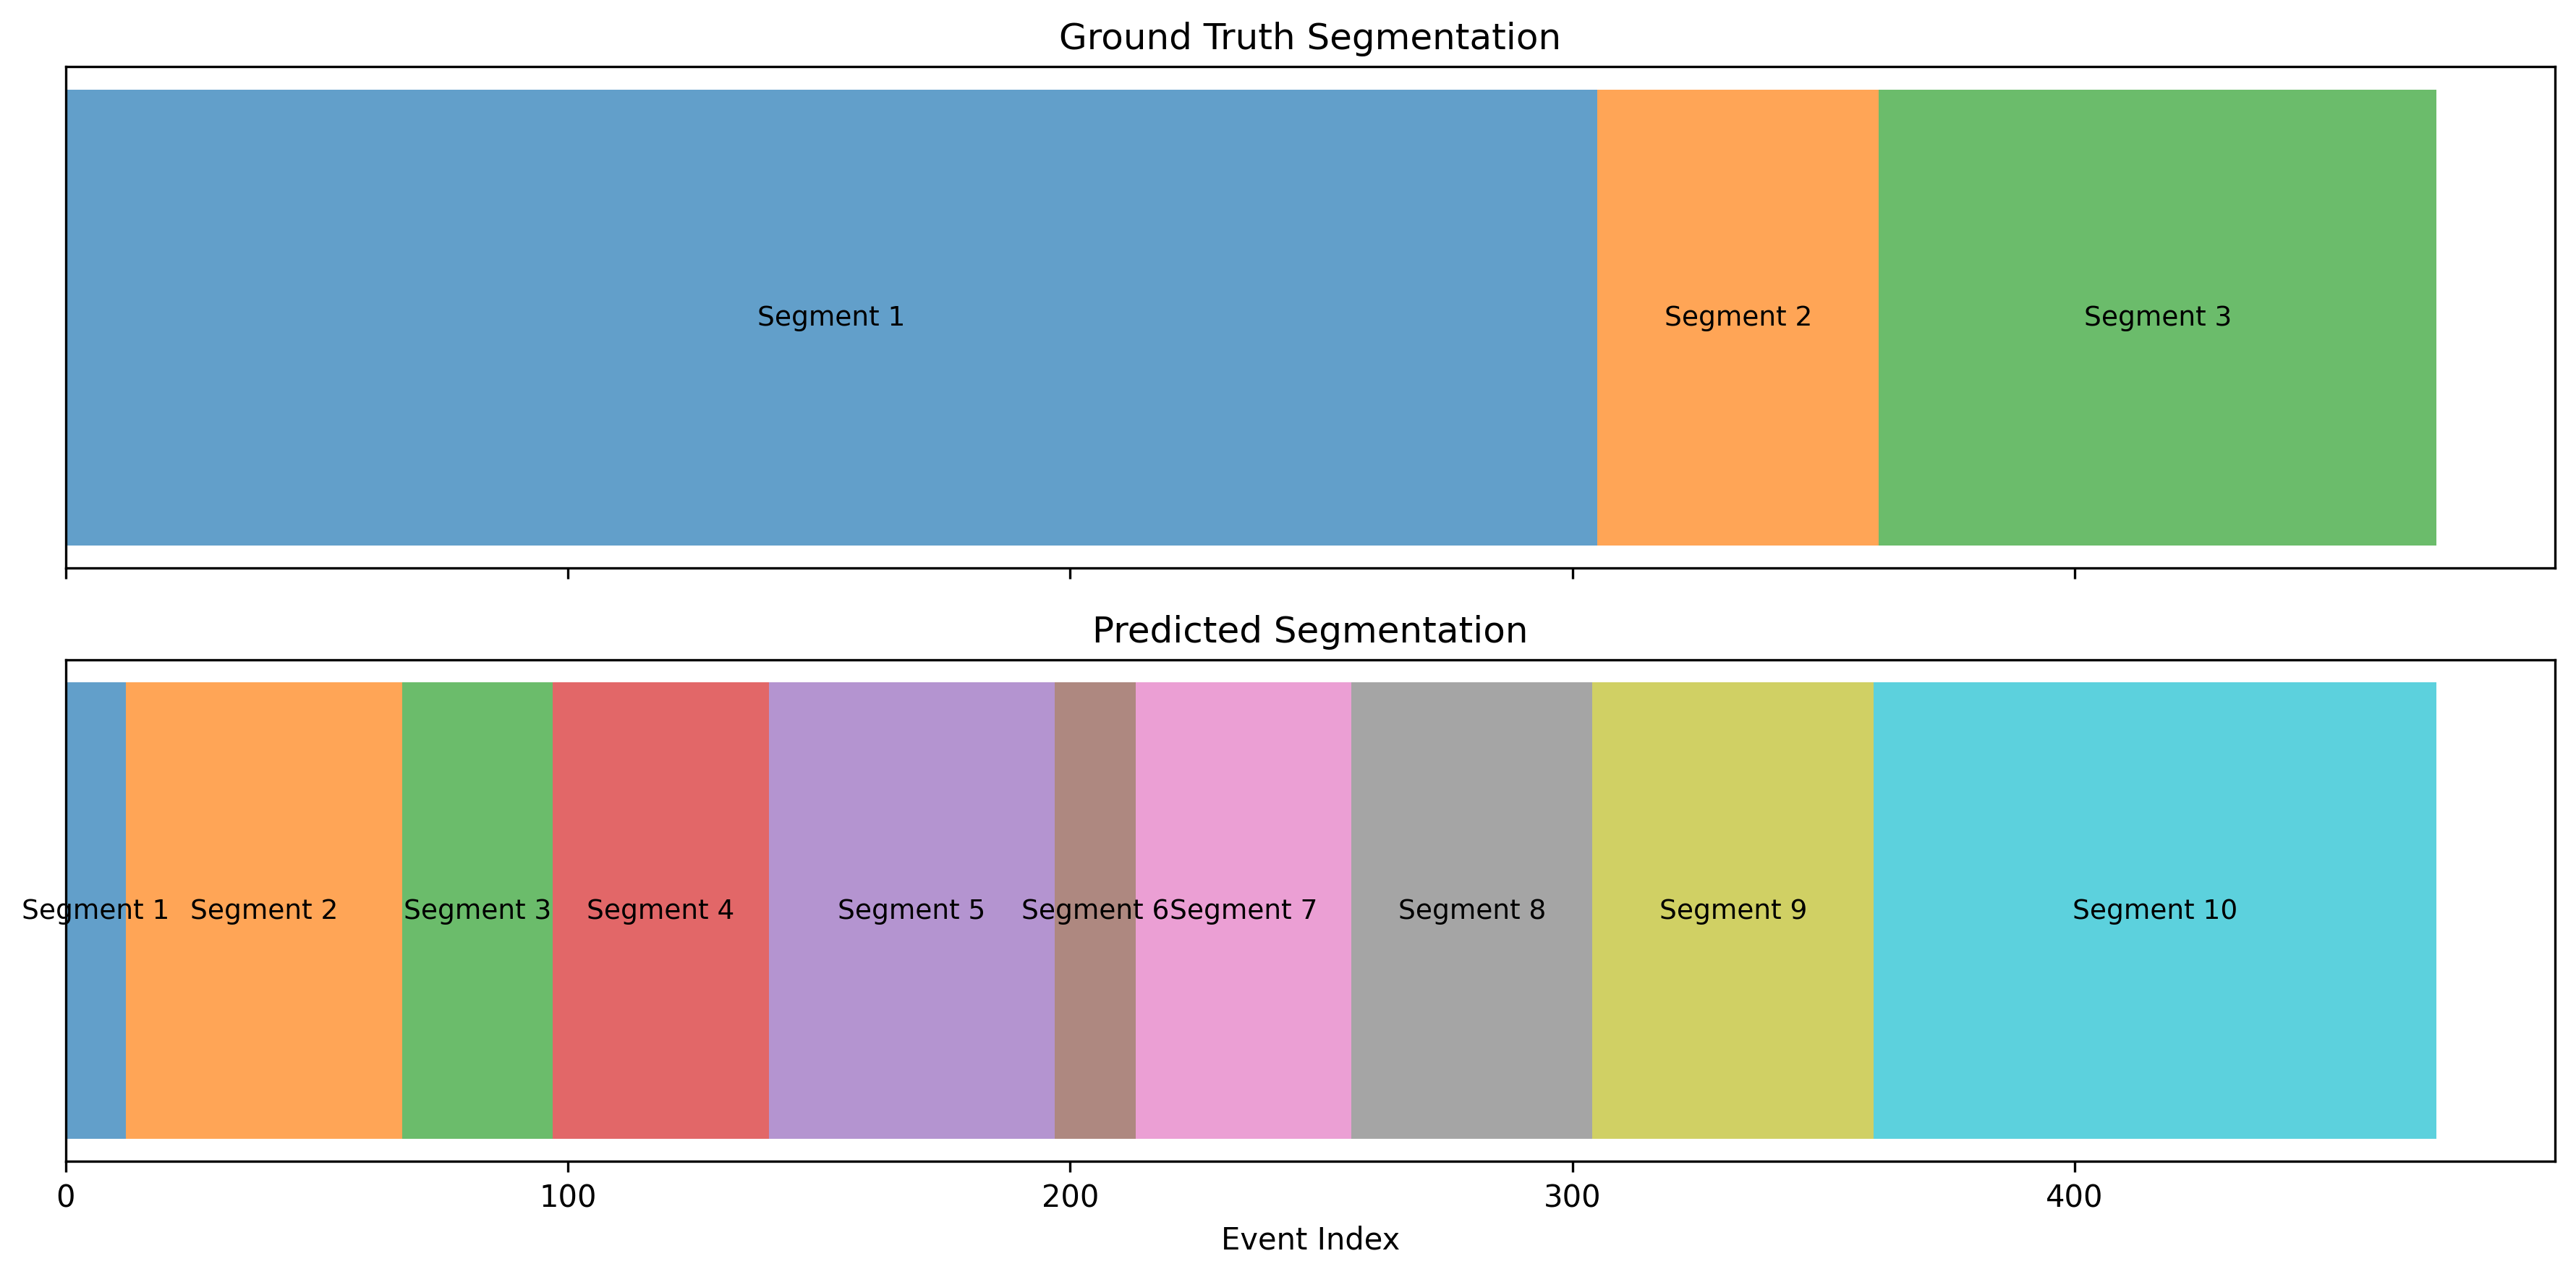 Ground Truth Segmentation
Segment 1 Segment 2 Segment 3
Predicted Segmentation
Segment 1 Segment 2 Segment 3 Segment 4 Segment 5 Segment 6 Segment 7 Segment 8 Segment 9 Segment 10
0 100 200 300 400
Event Index